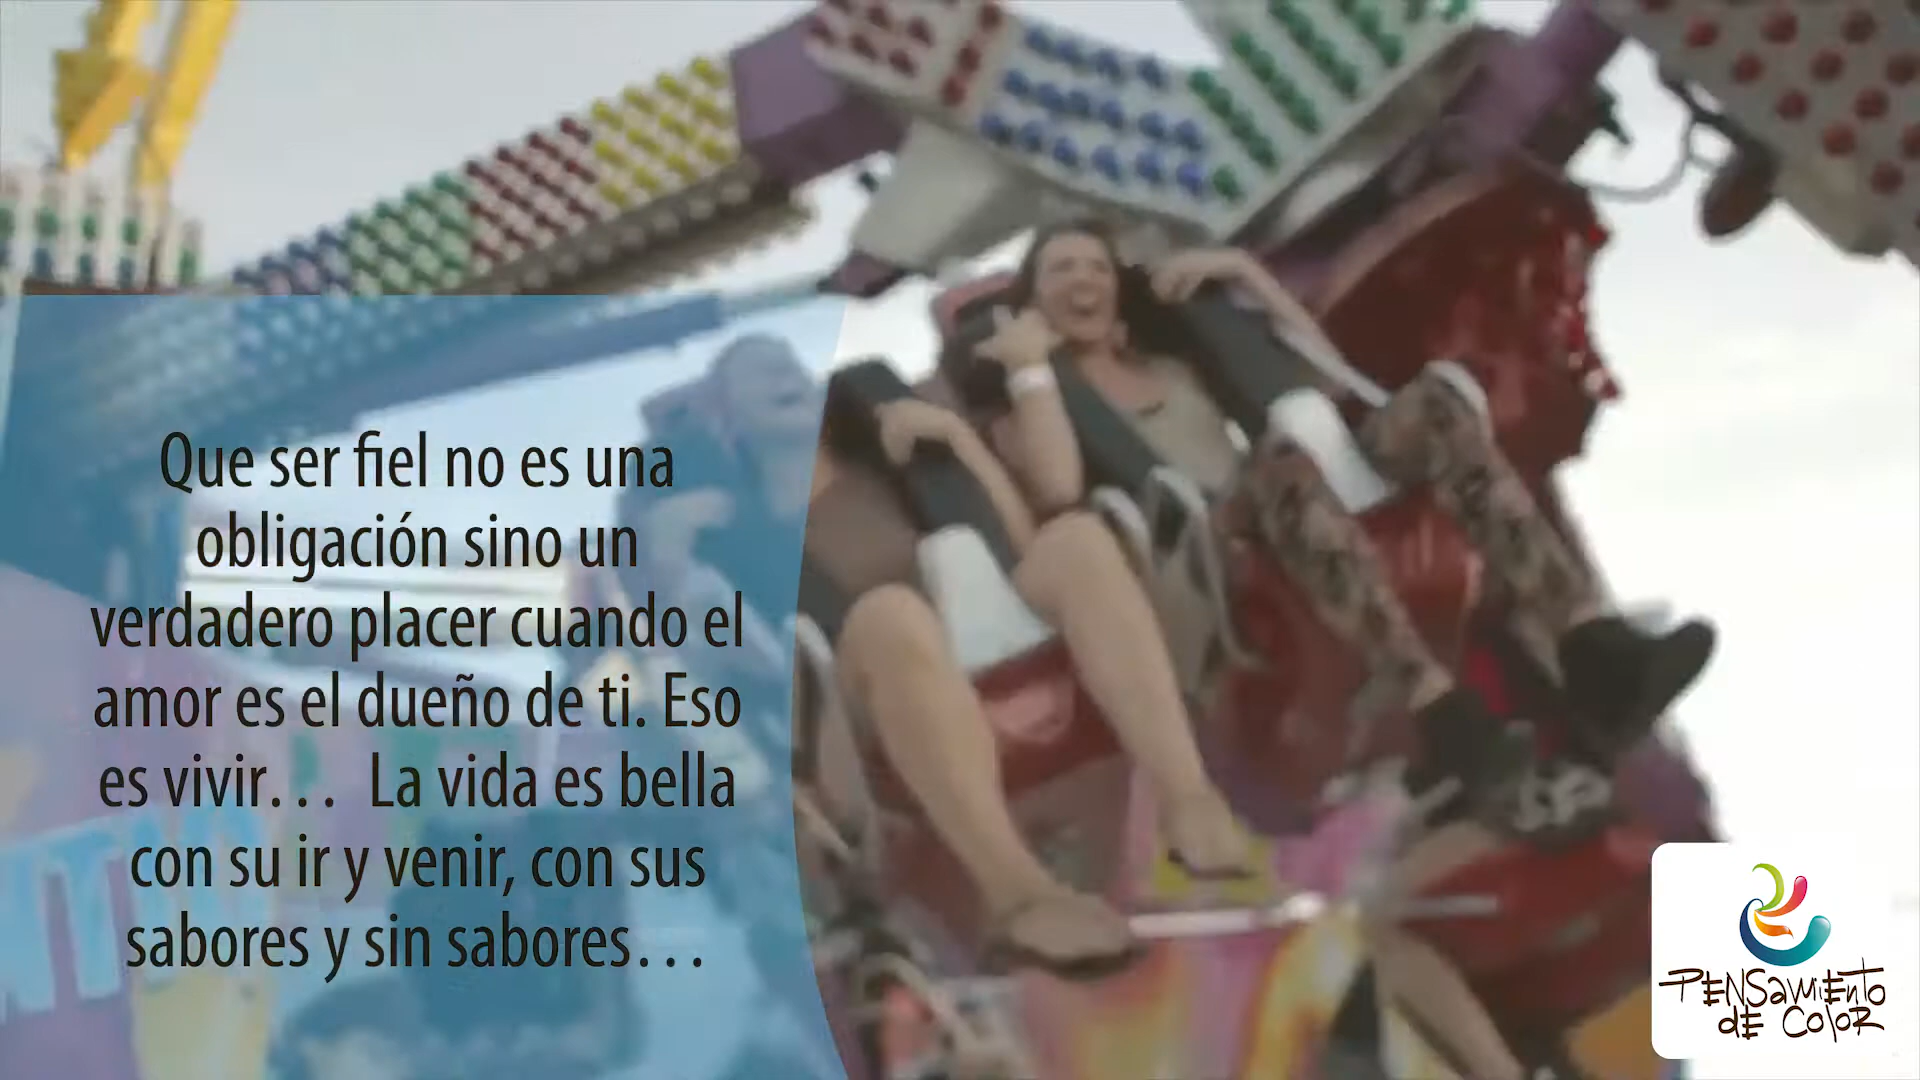 Que ser fiel no es una
obligación sino un
verdadero placer cuando el
amor es el dueño de ti. Eso
es vivir… La vida es bella
con su ir y venir, con sus
sabores y sin sabores…
PENSamIENTO
dE COlOR